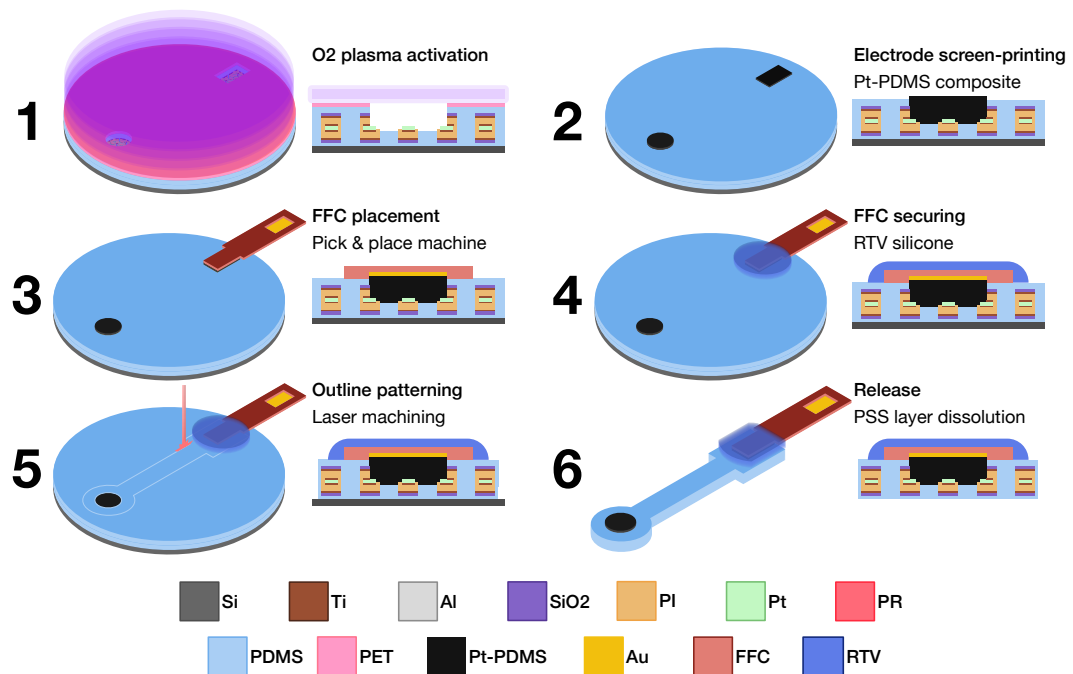 1
O2 plasma activation
2
Electrode screen-printing
Pt-PDMS composite
3
FFC placement
Pick & place machine
4
FFC securing
RTV silicone
5
Outline patterning
Laser machining
6
Release
PSS layer dissolution
Si Ti Al SiO2 PI Pt PR
PDMS PET Pt-PDMS Au FFC RTV